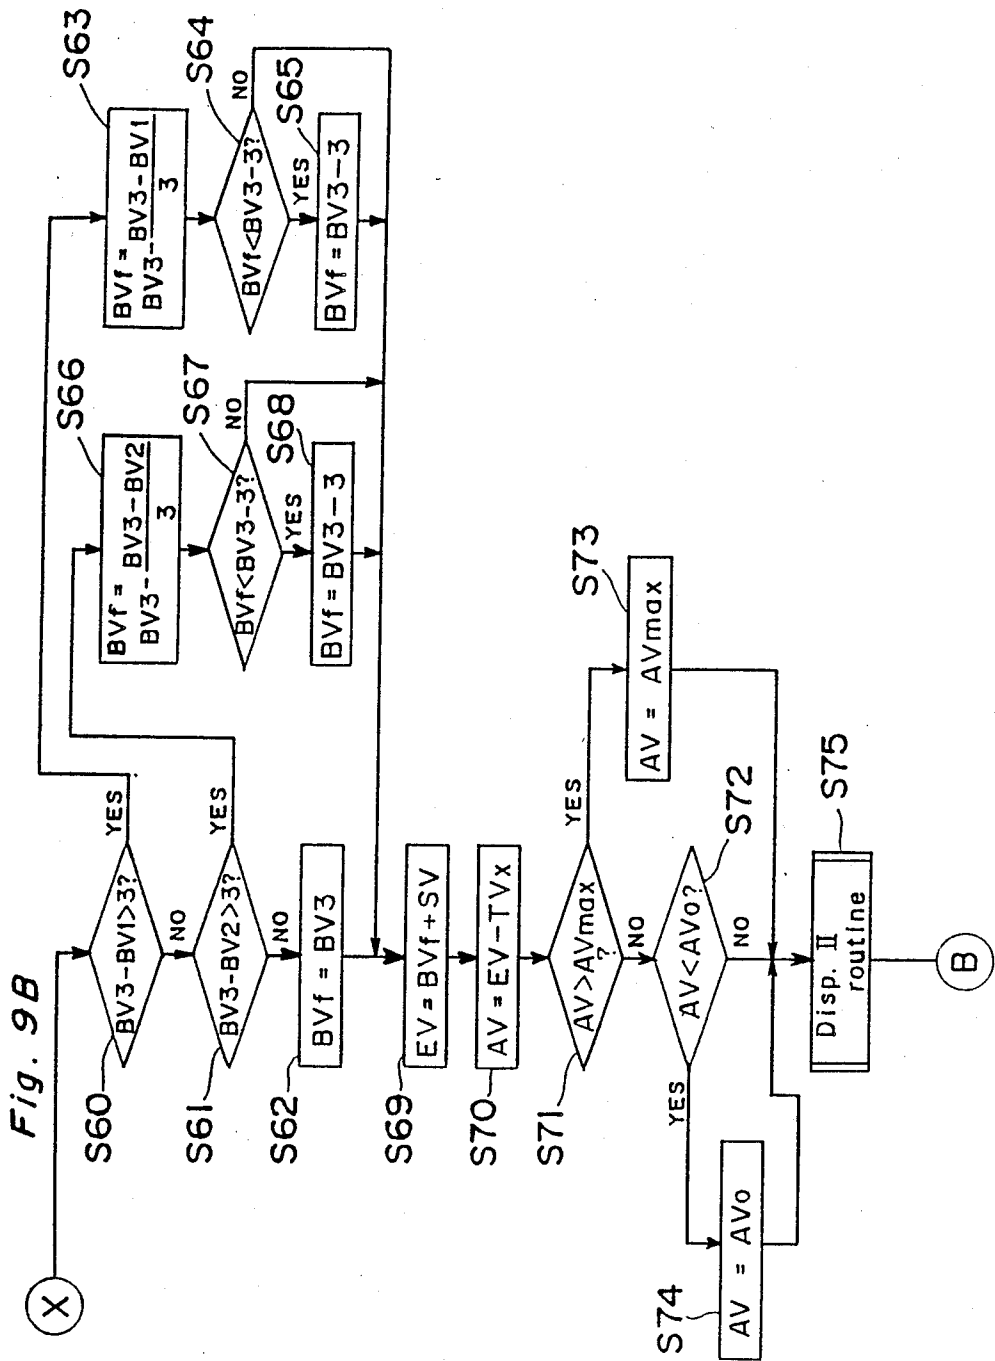 Fig. 9B
X
S60
BV3-BV1>3?
YES
NO
S61
BV3-BV2>3?
YES
NO
S62
BVf = BV3
S63
BVf =
BV3-BV3-BV1
3
S64
BVf<BV3-3?
NO
YES
S65
BVf = BV3-3
S66
BVf =
BV3-BV3-BV2
3
S67
BVf<BV3-3?
NO
YES
S68
BVf = BV3-3
S69
EV = BVf+SV
S70
AV = EV-TVx
S71
AV>AVmax
?
YES
NO
S72
AV<AVo?
YES
NO
S73
AV = AVmax
S74
AV = AVo
S75
Disp. II
routine
B